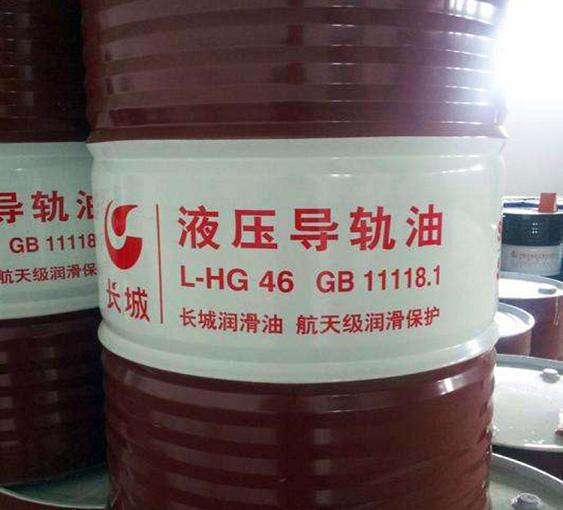 导轨油
GB 11118
航天级润滑保
长城
液压导轨油
L-HG 46 GB 11118.1
长城润滑油 航天级润滑保护